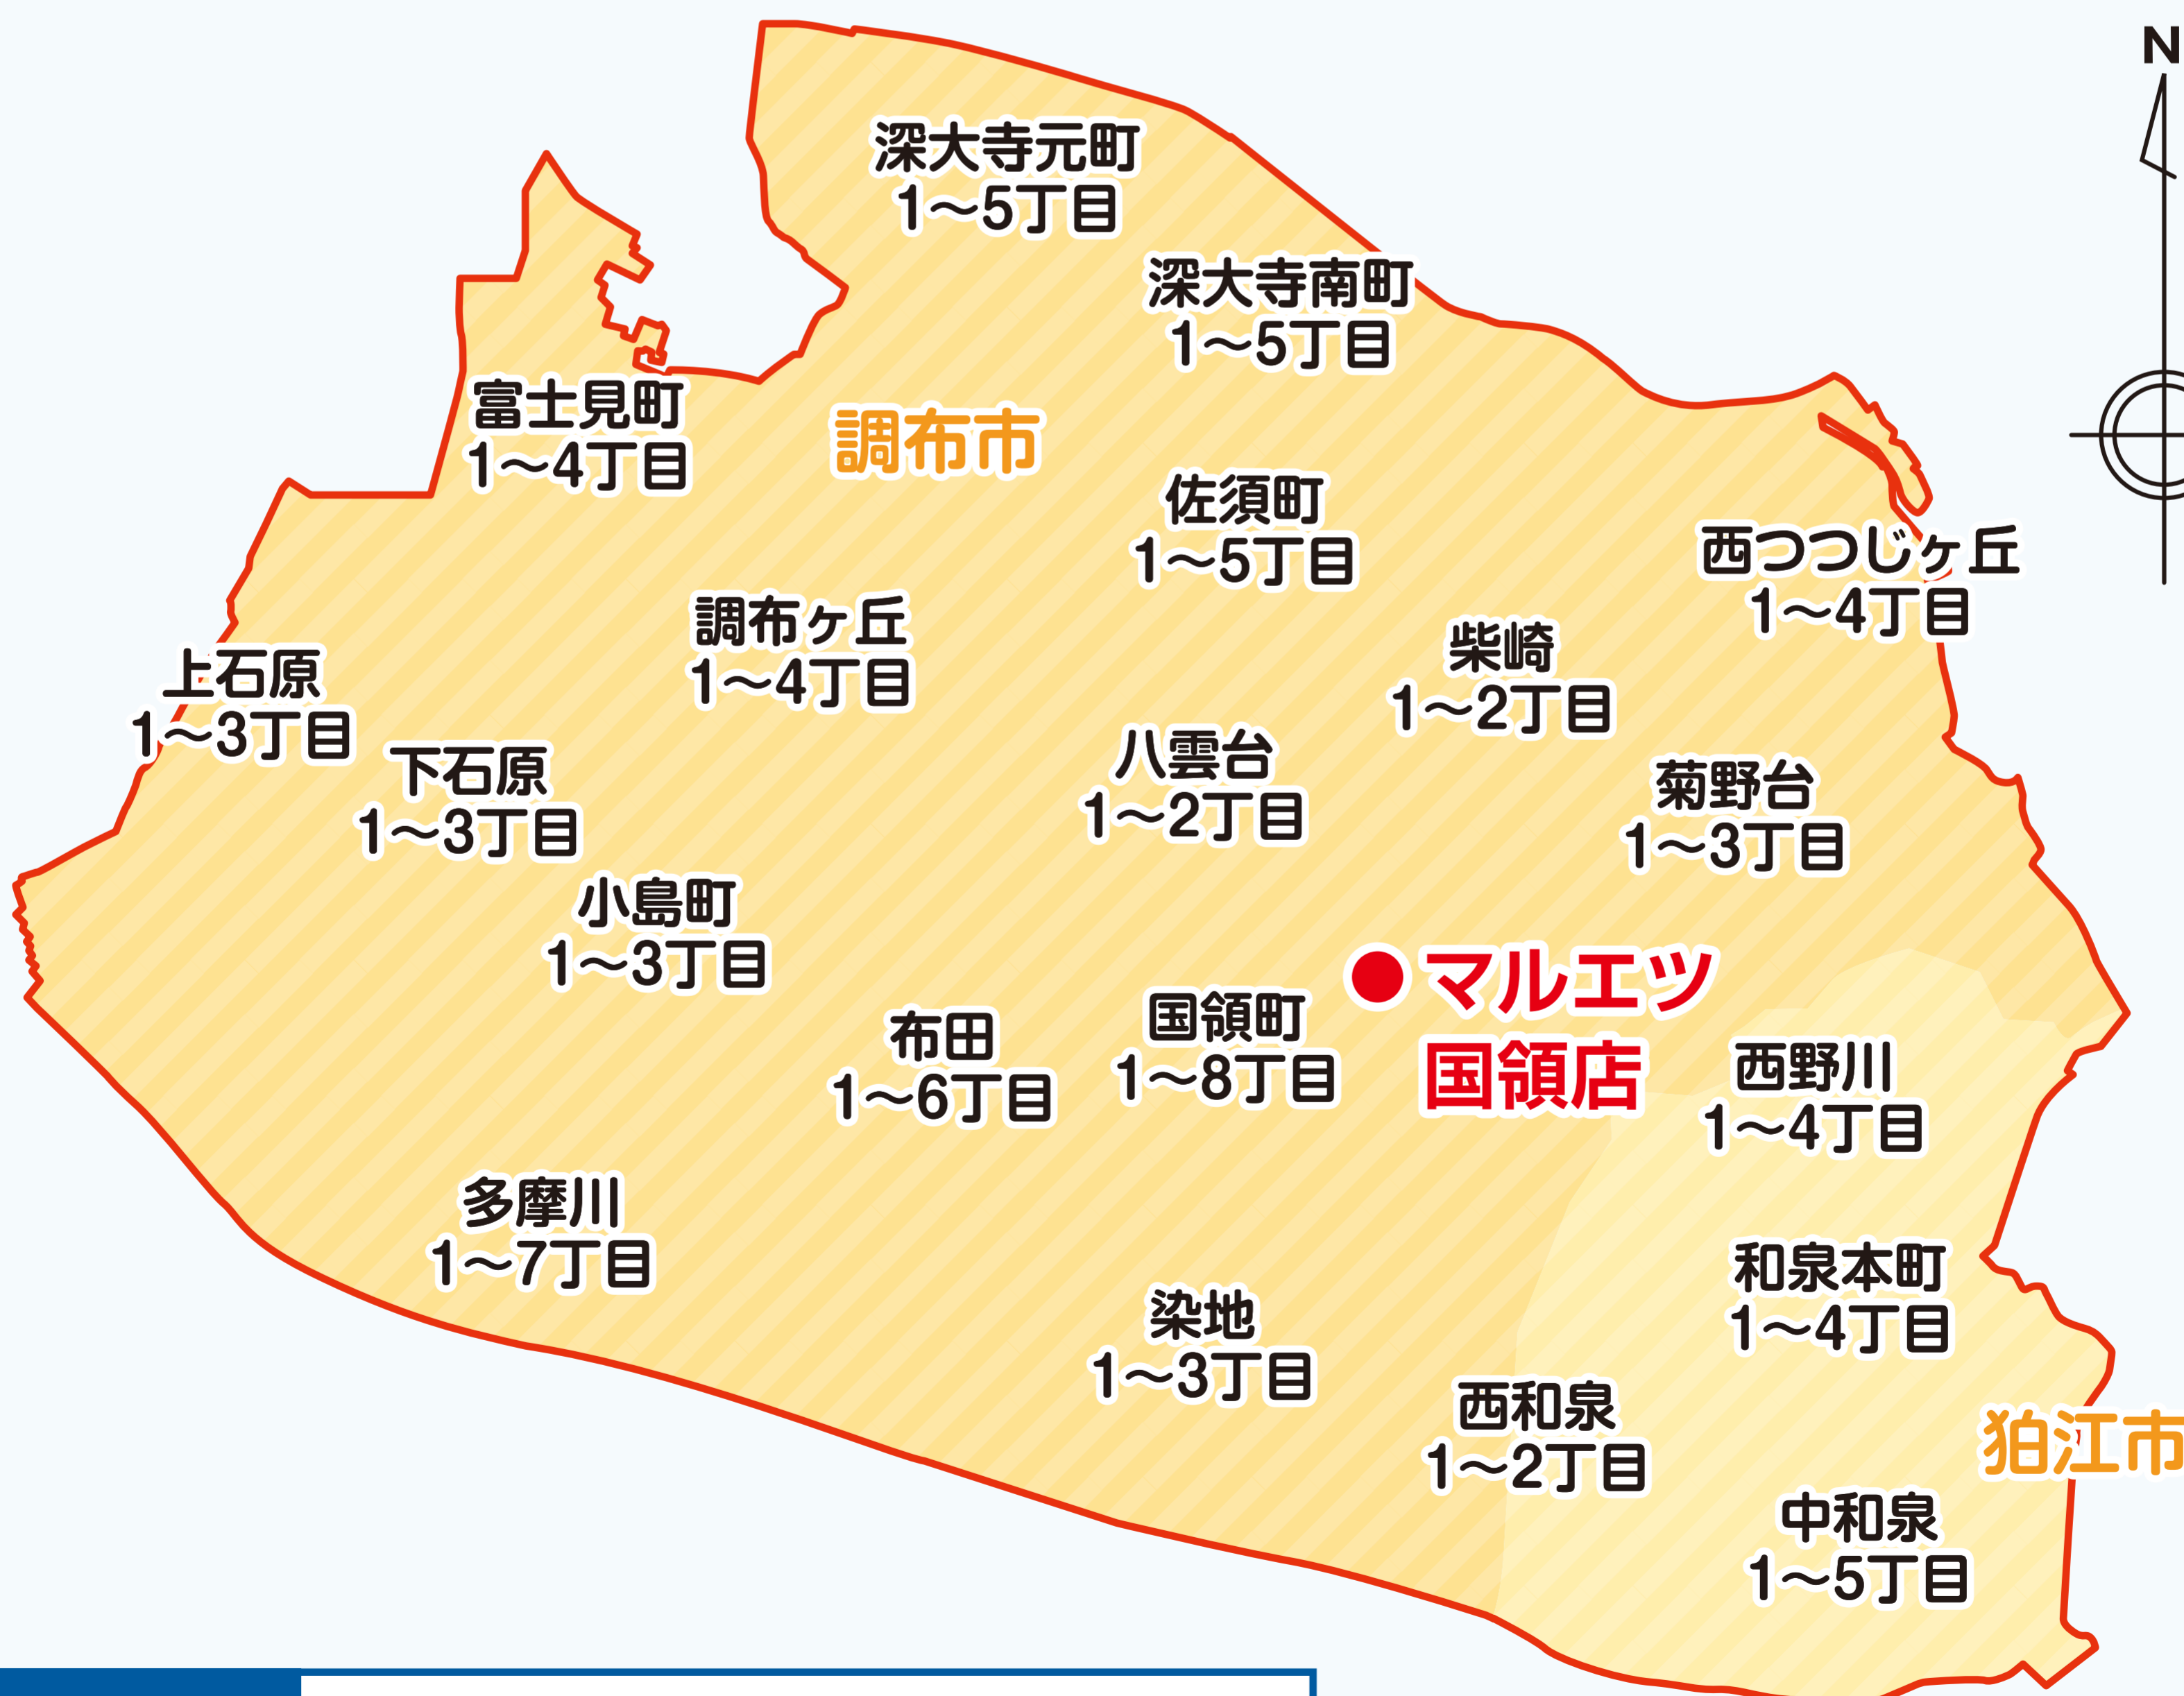 N
深大寺元町
1〜5丁目
深大寺南町
1〜5丁目
富士見町
1〜4丁目
調布市
佐須町
1〜5丁目
西つつじヶ丘
1〜4丁目
調布ヶ丘
1〜4丁目
柴崎
1〜2丁目
上石原
1〜3丁目
下石原
1〜3丁目
八雲台
1〜2丁目
菊野台
1〜3丁目
小島町
1〜3丁目
マルエツ
国領店
布田
1〜6丁目
国領町
1〜8丁目
西野川
1〜4丁目
多摩川
1〜7丁目
和泉本町
1〜4丁目
染地
1〜3丁目
西和泉
1〜2丁目
狛江市
中和泉
1〜5丁目